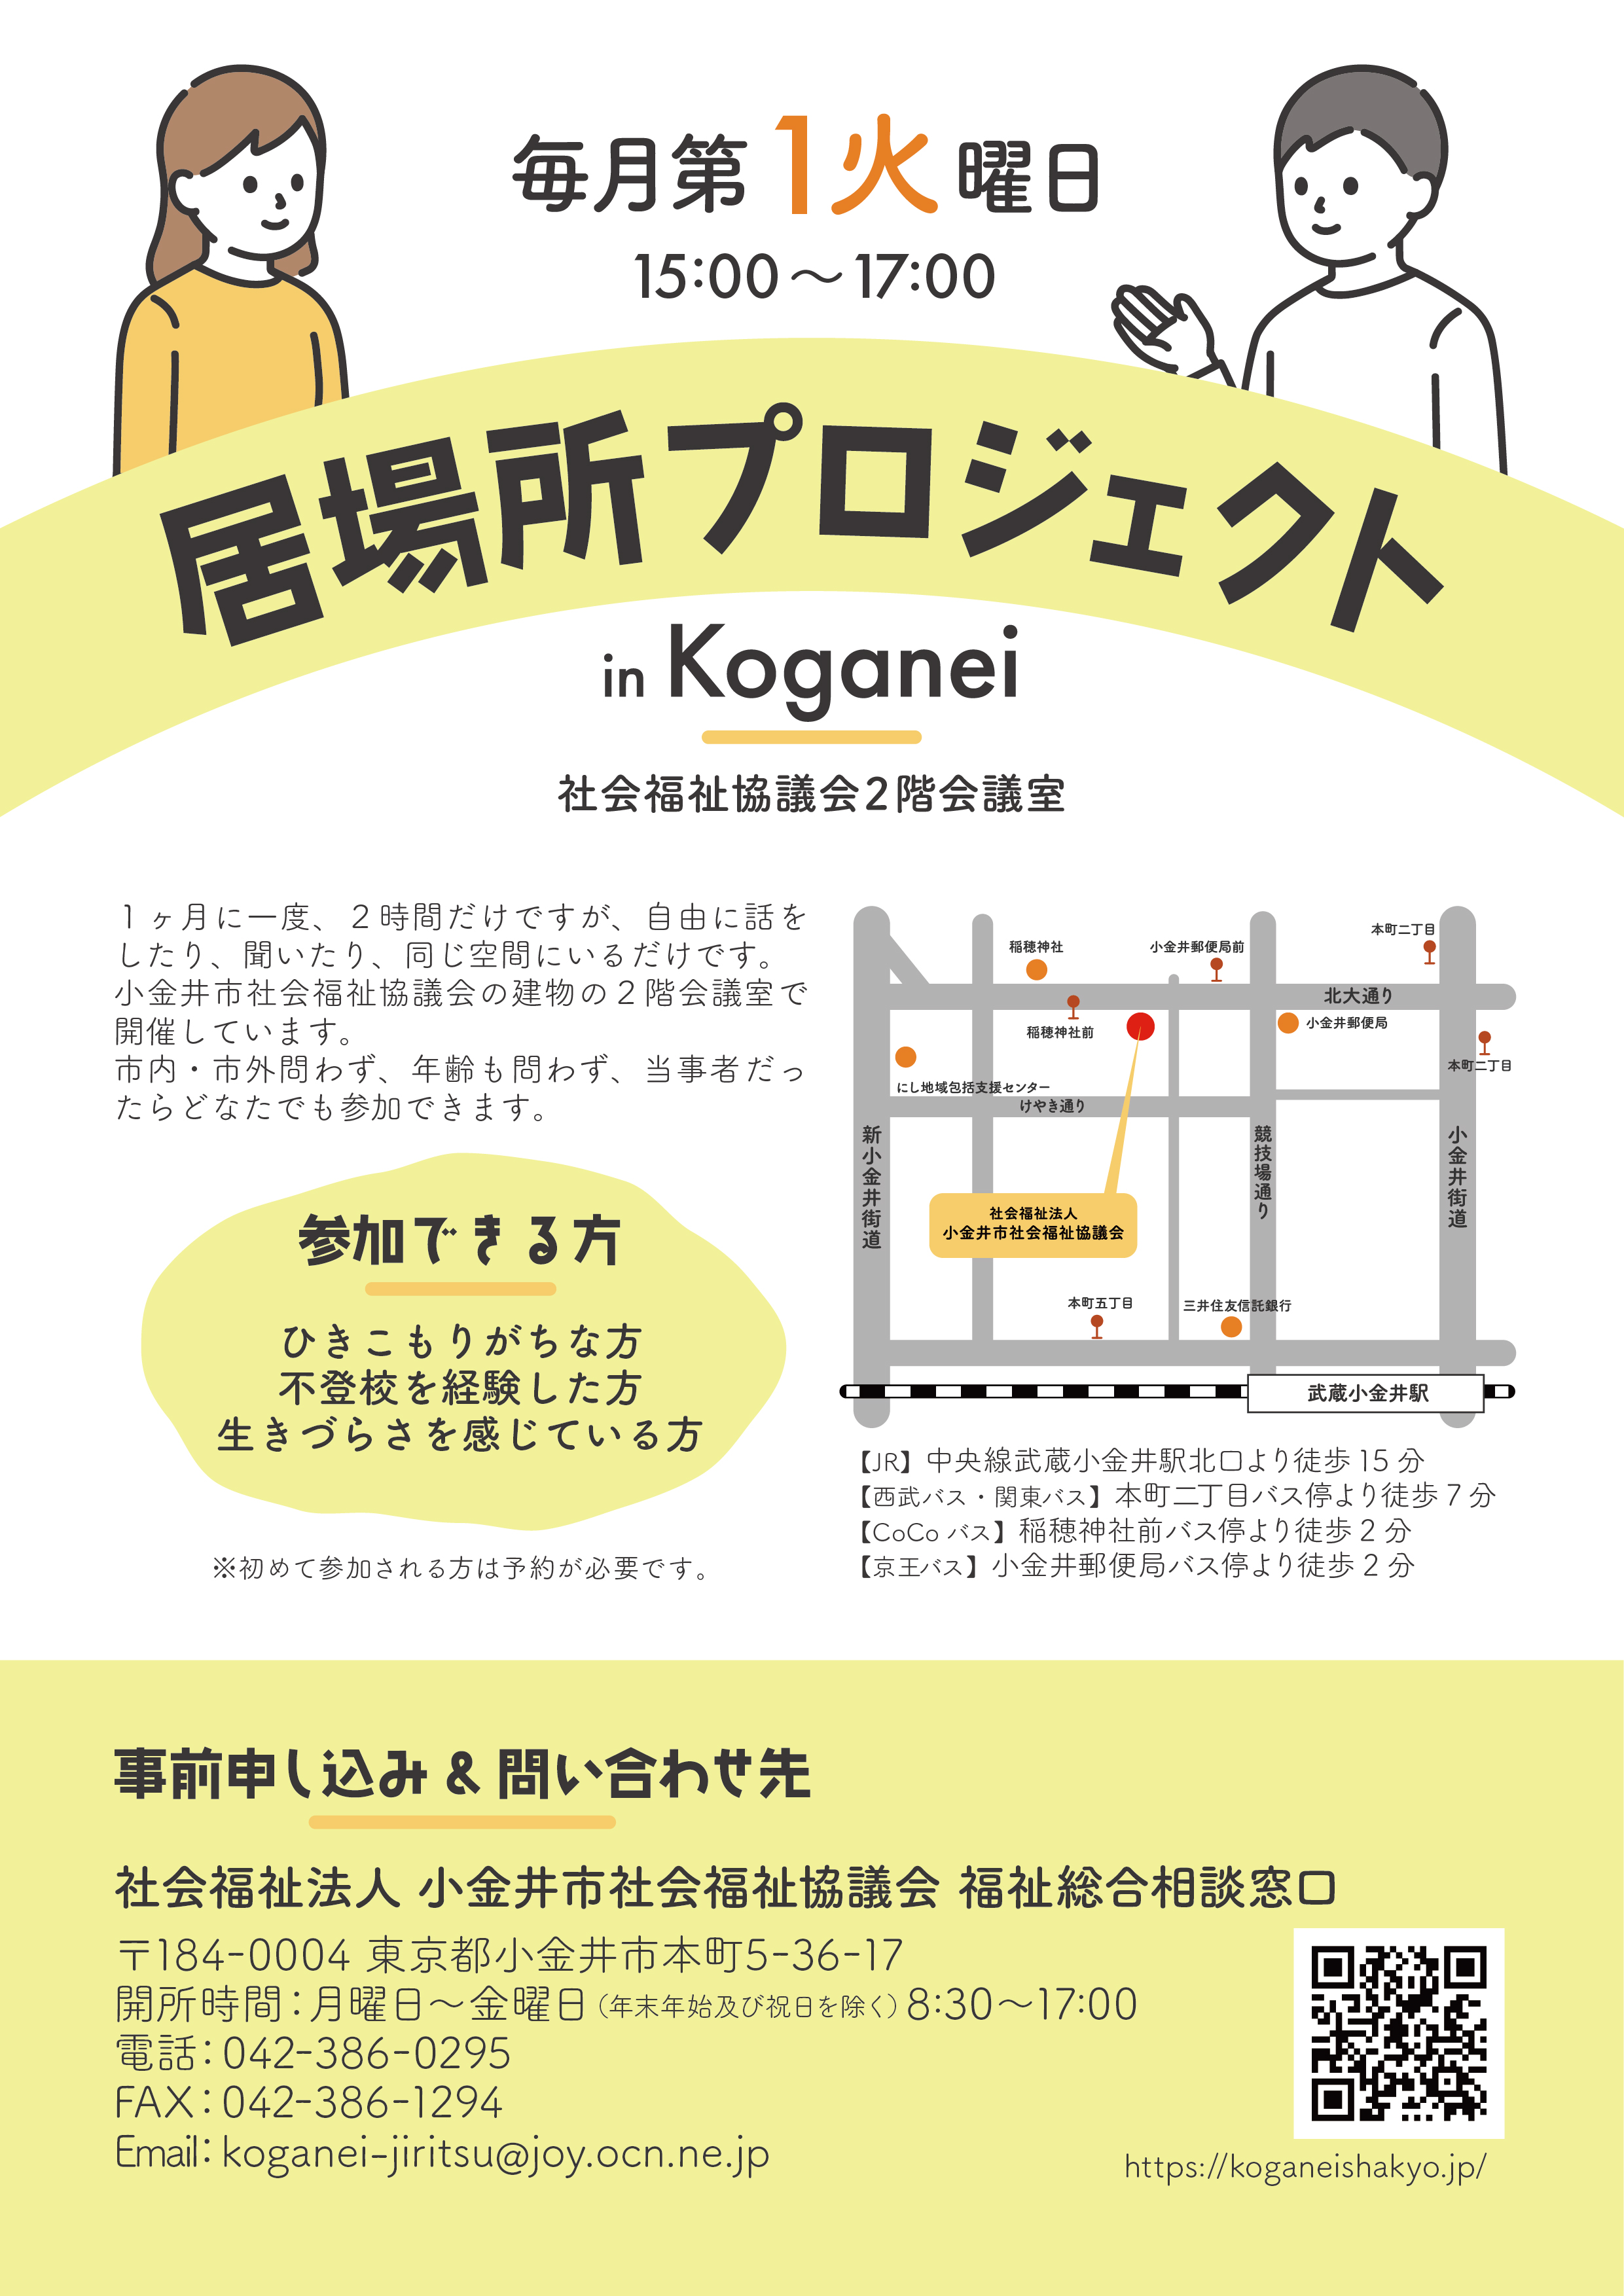 毎月第1火曜日
15:00～17:00
居場所プロジェクト
in Koganei
社会福祉協議会2階会議室
１ヶ月に一度、２時間だけですが、自由に話を
したり、聞いたり、同じ空間にいるだけです。
小金井市社会福祉協議会の建物の２階会議室で
開催しています。
市内・市外問わず、年齢も問わず、当事者だっ
たらどなたでも参加できます。
参加できる方
ひきこもりがちな方
不登校を経験した方
生きづらさを感じている方
※初めて参加される方は予約が必要です。
本町二丁目
稲穂神社
小金井郵便局前
北大通り
稲穂神社前
小金井郵便局
本町二丁目
にし地域包括支援センター
けやき通り
新小金井街道
競技場通り
小金井街道
社会福祉法人
小金井市社会福祉協議会
本町五丁目
三井住友信託銀行
武蔵小金井駅
【JR】中央線武蔵小金井駅北口より徒歩 15 分
【西武バス・関東バス】本町二丁目バス停より徒歩 7 分
【CoCo バス】稲穂神社前バス停より徒歩 2 分
【京王バス】小金井郵便局バス停より徒歩 2 分
事前申し込み & 問い合わせ先
社会福祉法人 小金井市社会福祉協議会 福祉総合相談窓口
〒184-0004 東京都小金井市本町5-36-17
開所時間：月曜日～金曜日（年末年始及び祝日を除く）8:30～17:00
電話：042-386-0295
FAX：042-386-1294
Email：koganei-jiritsu@joy.ocn.ne.jp
https://koganeishakyo.jp/